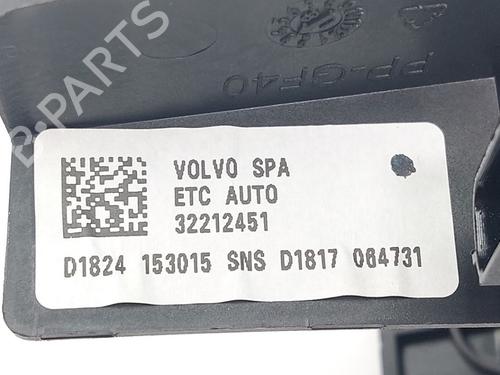 PP-GF40
B-PARTS
VOLVO SPA
ETC AUTO
32212451
D1824 153015 SNS D1817 064731